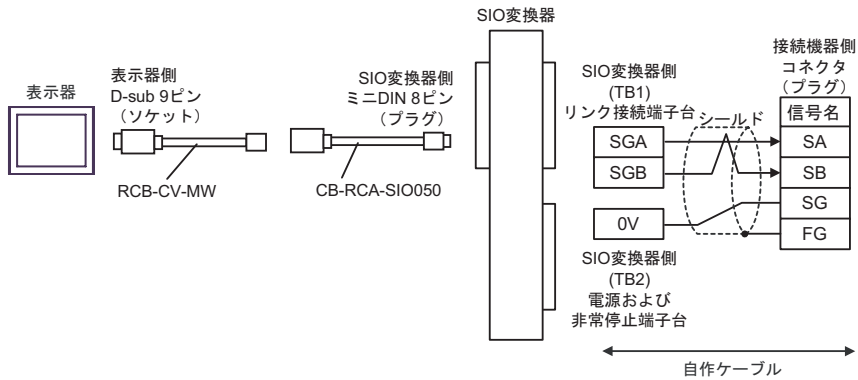 SIO変換器
表示器
表示器側
D-sub 9ピン
（ソケット）
RCB-CV-MW
SIO変換器側
ミニDIN 8ピン
（プラグ）
CB-RCA-SIO050
SIO変換器側
(TB1)
リンク接続端子台
シールド
接続機器側
コネクタ
（プラグ）
信号名
SGA
SA
SGB
SB
SG
0V
FG
SIO変換器側
(TB2)
電源および
非常停止端子台
自作ケーブル